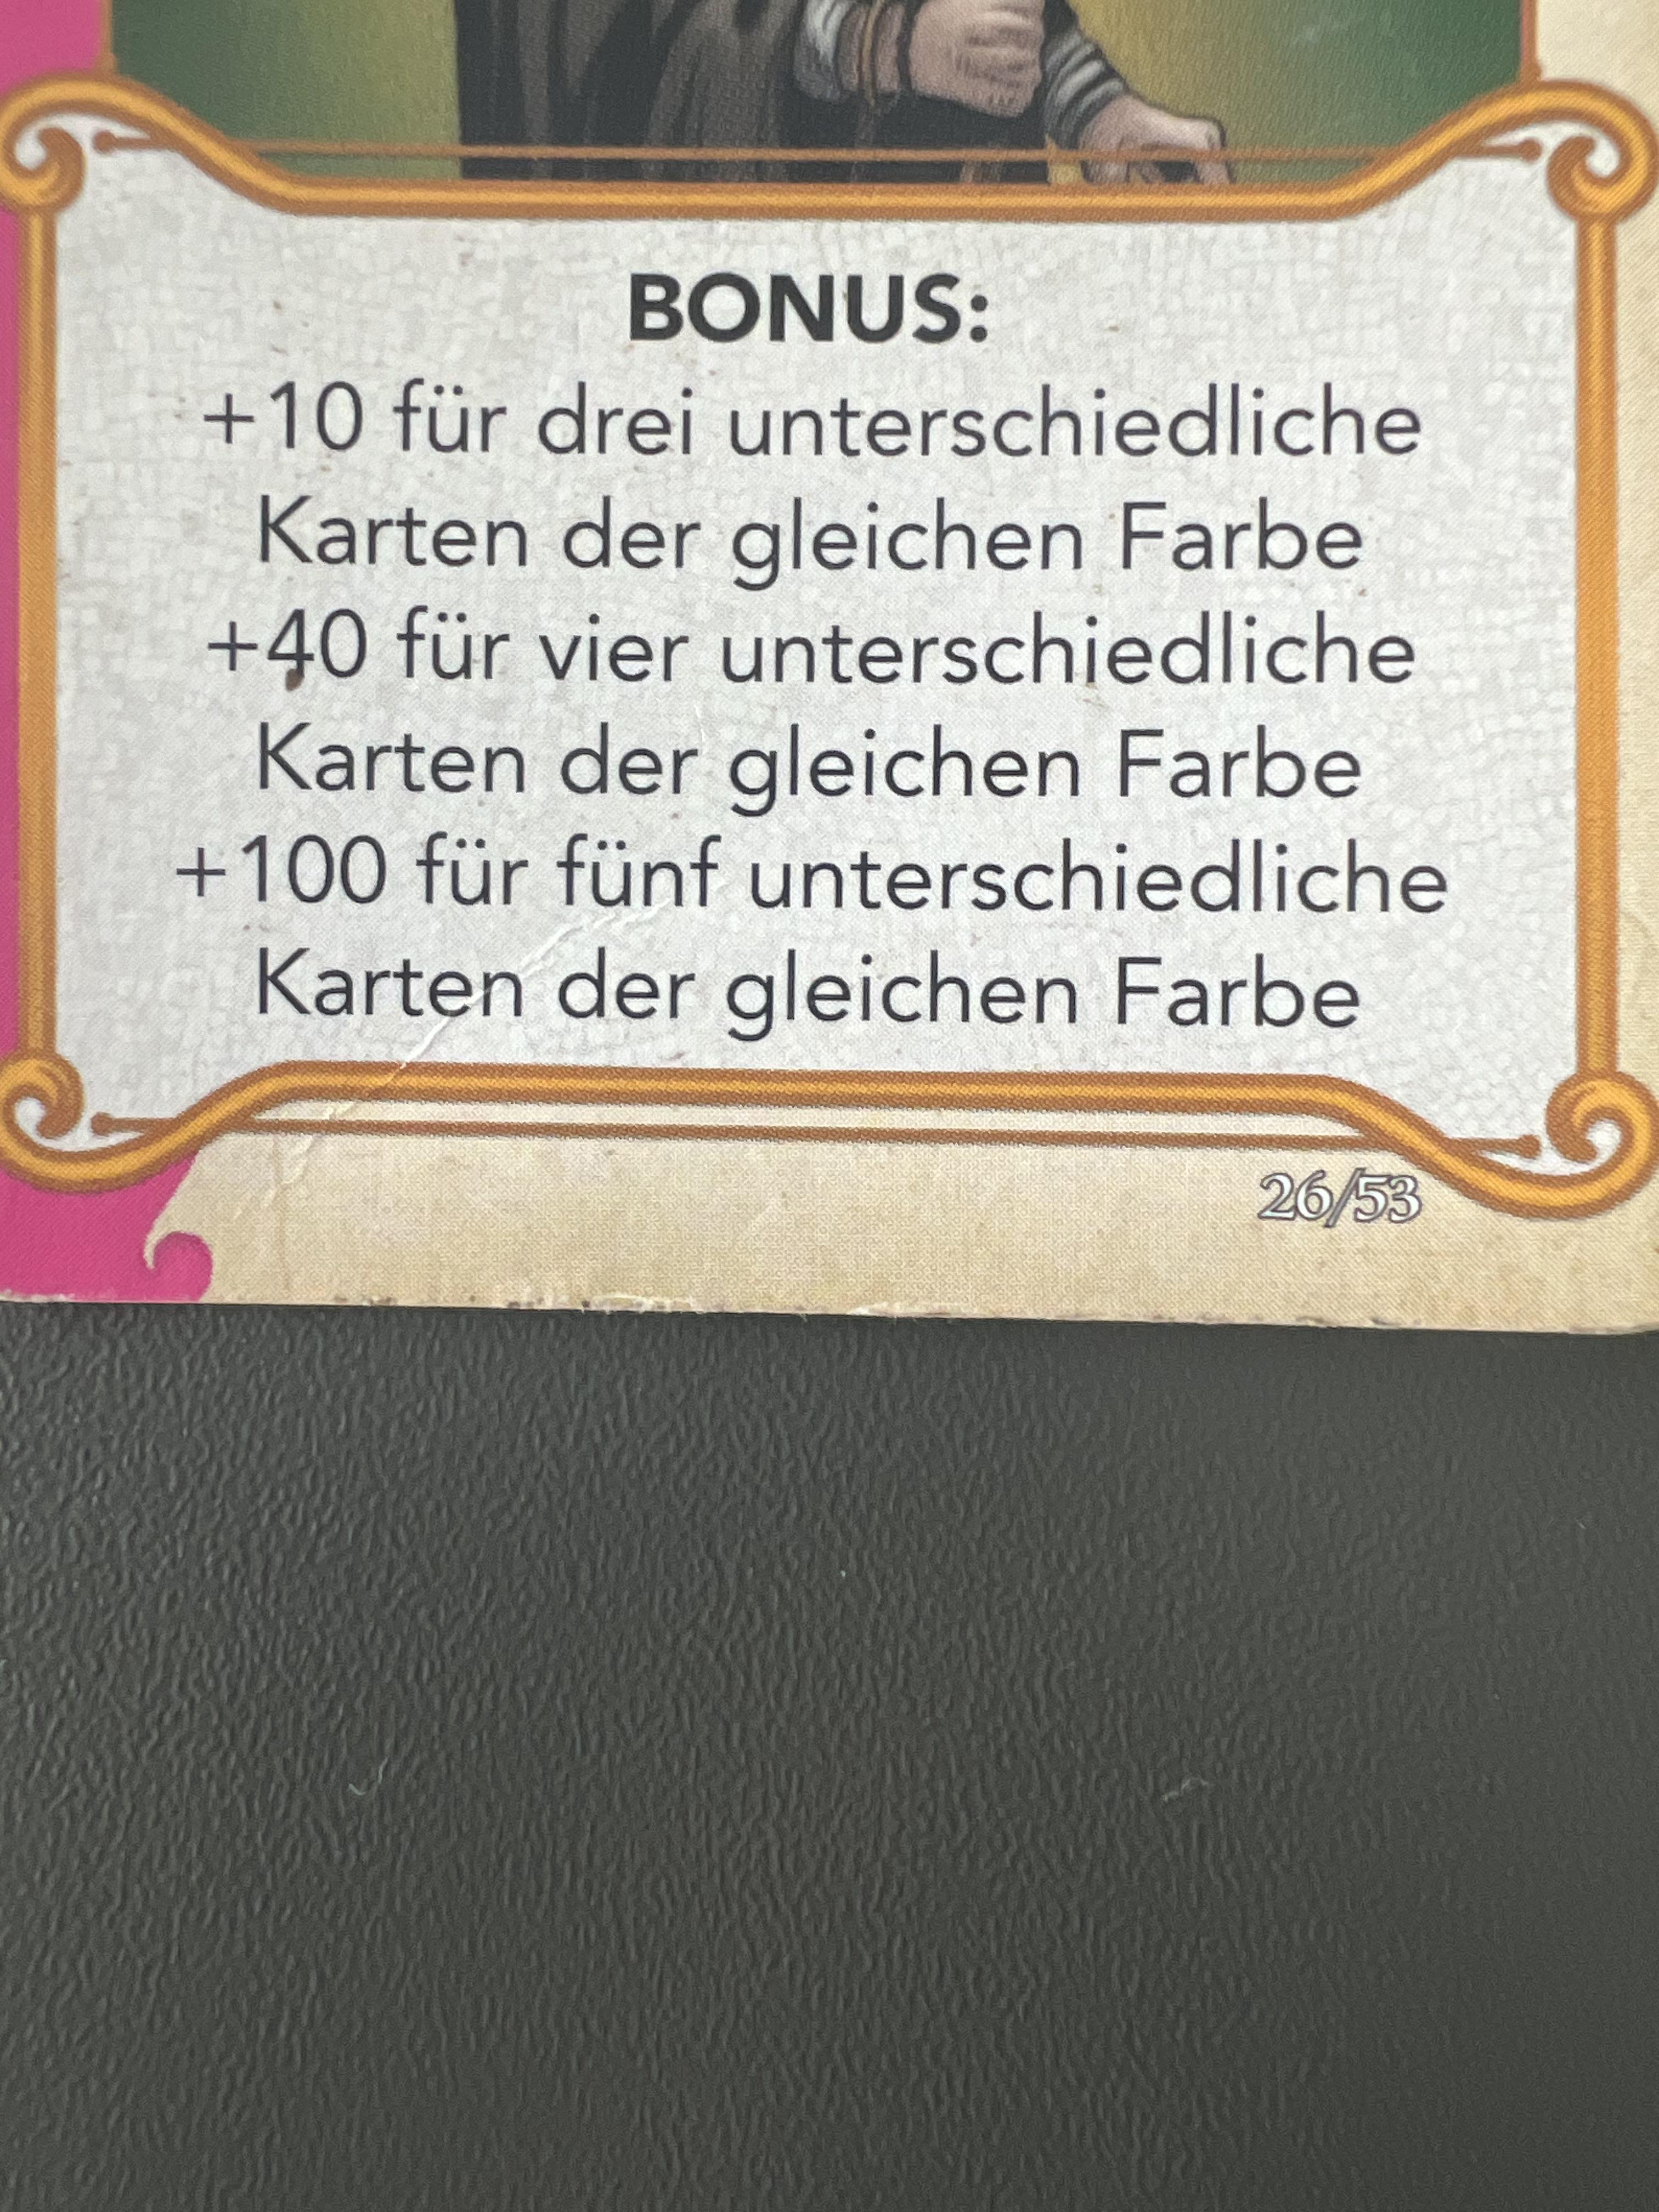 BONUS:
+10 für drei unterschiedliche
Karten der gleichen Farbe
+40 für vier unterschiedliche
Karten der gleichen Farbe
+100 für fünf unterschiedliche
Karten der gleichen Farbe
26/53